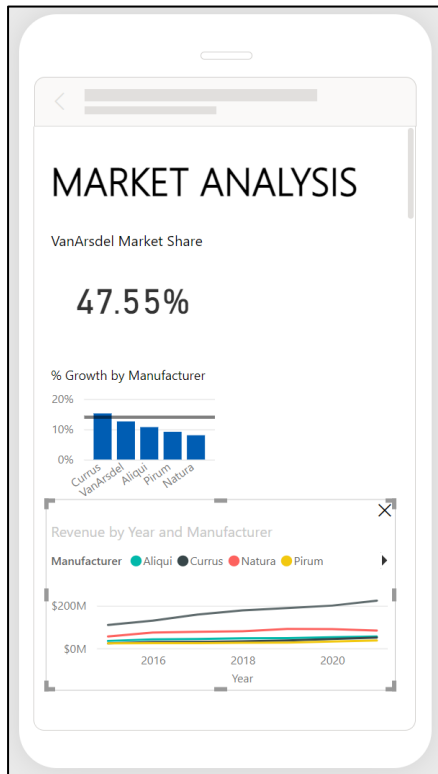 MARKET ANALYSIS
VanArsdel Market Share
47.55%
% Growth by Manufacturer
20%
10%
0%
Currus
VanArsdel
Aliqui
Pirum
Natura
Revenue by Year and Manufacturer
Manufacturer Aliqui Currus Natura Pirum
$200M
$0M
2016 2018 2020
Year